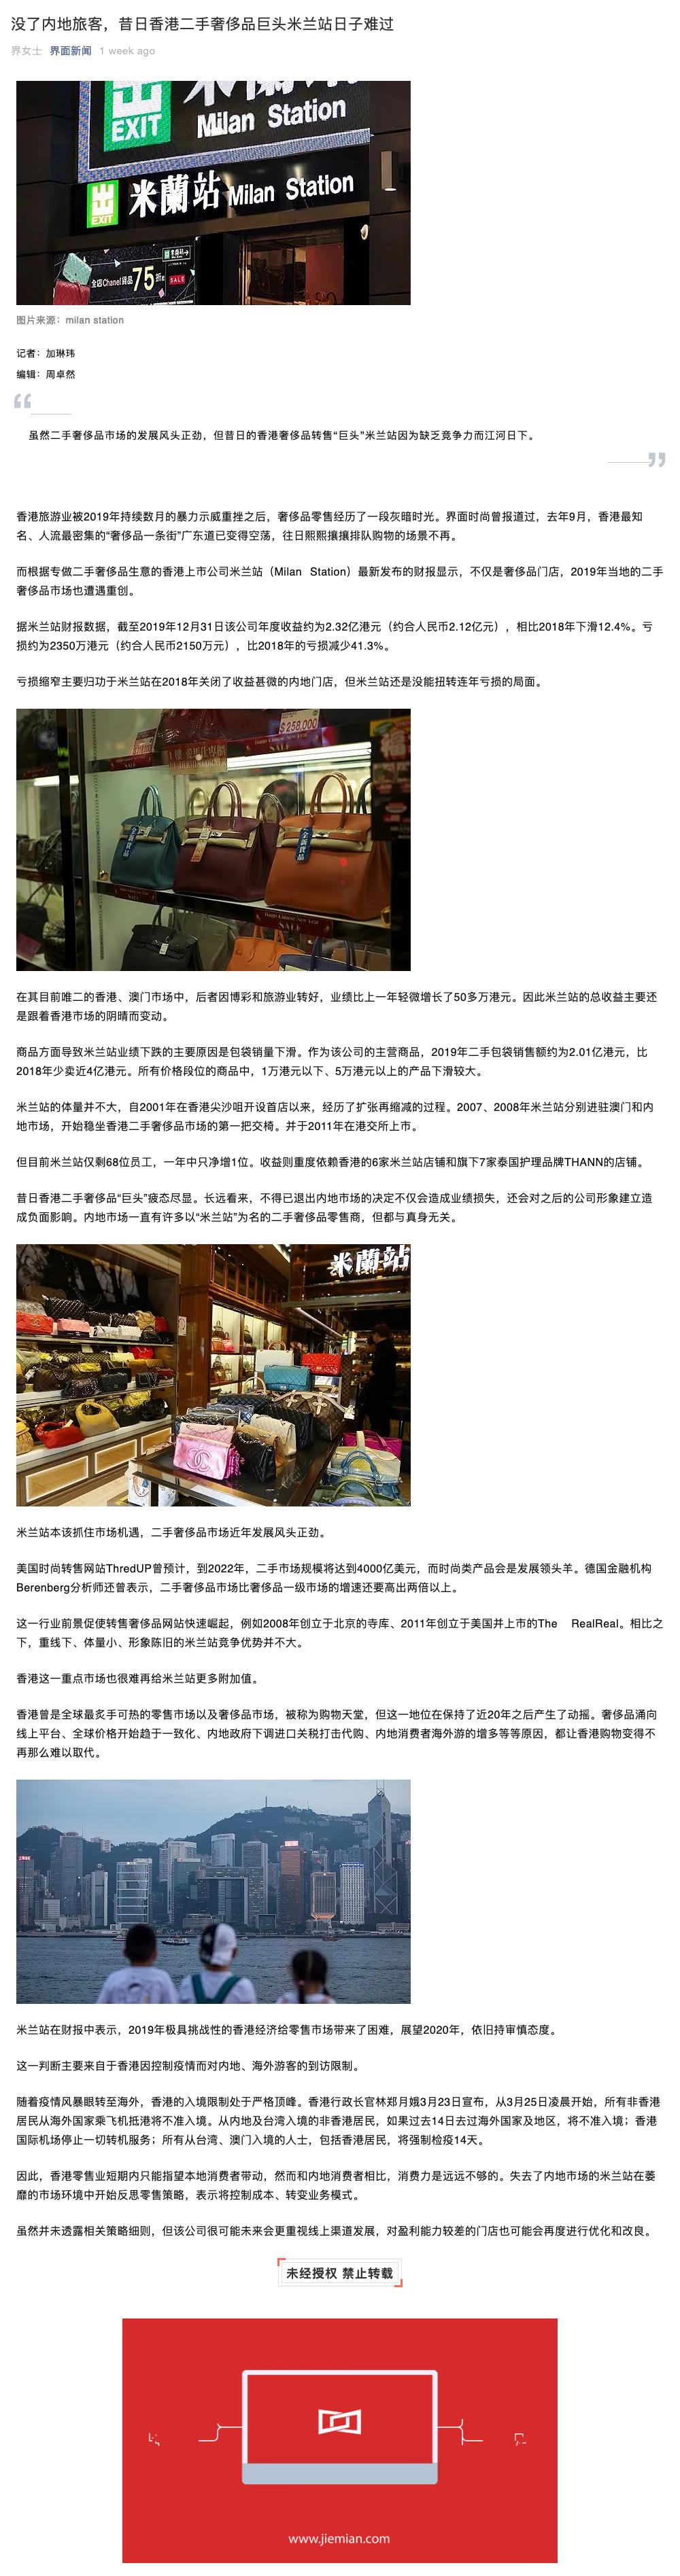 没了内地旅客，昔日香港二手奢侈品巨头米兰站日子难过
界女士 界面新闻 1 week ago
EXIT
Milan Station
EXIT
米蘭站 Milan Station
全店Chanel貨品75折
SALE
图片来源：milan station
记者：加琳玮
编辑：周卓然
虽然二手奢侈品市场的发展风头正劲，但昔日的香港奢侈品转售“巨头”米兰站因为缺乏竞争力而江河日下。
香港旅游业被2019年持续数月的暴力示威重挫之后，奢侈品零售经历了一段灰暗时光。界面时尚曾报道过，去年9月，香港最知
名、人流最密集的“奢侈品一条街”广东道已变得空荡，往日熙熙攘攘排队购物的场景不再。
而根据专做二手奢侈品生意的香港上市公司米兰站（Milan Station）最新发布的财报显示，不仅是奢侈品门店，2019年当地的二手
奢侈品市场也遭遇重创。
据米兰站财报数据，截至2019年12月31日该公司年度收益约为2.32亿港元（约合人民币2.12亿元），相比2018年下滑12.4%。亏
损约为2350万港元（约合人民币2150万元），比2018年的亏损减少41.3%。
亏损缩窄主要归功于米兰站在2018年关闭了收益甚微的内地门店，但米兰站还是没能扭转连年亏损的局面。
$258,000
在其目前唯二的香港、澳门市场中，后者因博彩和旅游业转好，业绩比上一年轻微增长了50多万港元。因此米兰站的总收益主要还
是跟着香港市场的阴晴而变动。
商品方面导致米兰站业绩下跌的主要原因是包袋销量下滑。作为该公司的主营商品，2019年二手包袋销售额约为2.01亿港元，比
2018年少卖近4亿港元。所有价格段位的商品中，1万港元以下、5万港元以上的产品下滑较大。
米兰站的体量并不大，自2001年在香港尖沙咀开设首店以来，经历了扩张再缩减的过程。2007、2008年米兰站分别进驻澳门和内
地市场，开始稳坐香港二手奢侈品市场的第一把交椅。并于2011年在港交所上市。
但目前米兰站仅剩68位员工，一年中只净增1位。收益则重度依赖香港的6家米兰站店铺和旗下7家泰国护理品牌THANN的店铺。
昔日香港二手奢侈品“巨头”疲态尽显。长远看来，不得已退出内地市场的决定不仅会造成业绩损失，还会对之后的公司形象建立造
成负面影响。内地市场一直有许多以“米兰站”为名的二手奢侈品零售商，但都与真身无关。
米蘭站
米兰站本该抓住市场机遇，二手奢侈品市场近年发展风头正劲。
美国时尚转售网站ThredUP曾预计，到2022年，二手市场规模将达到4000亿美元，而时尚类产品会是发展领头羊。德国金融机构
Berenberg分析师还曾表示，二手奢侈品市场比奢侈品一级市场的增速还要高出两倍以上。
这一行业前景促使转售奢侈品网站快速崛起，例如2008年创立于北京的寺库、2011年创立于美国并上市的The RealReal。相比之
下，重线下、体量小、形象陈旧的米兰站竞争优势并不大。
香港这一重点市场也很难再给米兰站更多附加值。
香港曾是全球最炙手可热的零售市场以及奢侈品市场，被称为购物天堂，但这一地位在保持了近20年之后产生了动摇。奢侈品涌向
线上平台、全球价格开始趋于一致化、内地政府下调进口关税打击代购、内地消费者海外游的增多等等原因，都让香港购物变得不
再那么难以取代。
米兰站在财报中表示，2019年极具挑战性的香港经济给零售市场带来了困难，展望2020年，依旧持审慎态度。
这一判断主要来自于香港因控制疫情而对内地、海外游客的到访限制。
随着疫情风暴眼转至海外，香港的入境限制处于严格顶峰。香港行政长官林郑月娥3月23日宣布，从3月25日凌晨开始，所有非香港
居民从海外国家乘飞机抵港将不准入境。从内地及台湾入境的非香港居民，如果过去14日去过海外国家及地区，将不准入境；香港
国际机场停止一切转机服务；所有从台湾、澳门入境的人士，包括香港居民，将强制检疫14天。
因此，香港零售业短期内只能指望本地消费者带动，然而和内地消费者相比，消费力是远远不够的。失去了内地市场的米兰站在萎
靡的市场环境中开始反思零售策略，表示将控制成本、转变业务模式。
虽然并未透露相关策略细则，但该公司很可能未来会更重视线上渠道发展，对盈利能力较差的门店也可能会再度进行优化和改良。
未经授权 禁止转载
www.jiemian.com